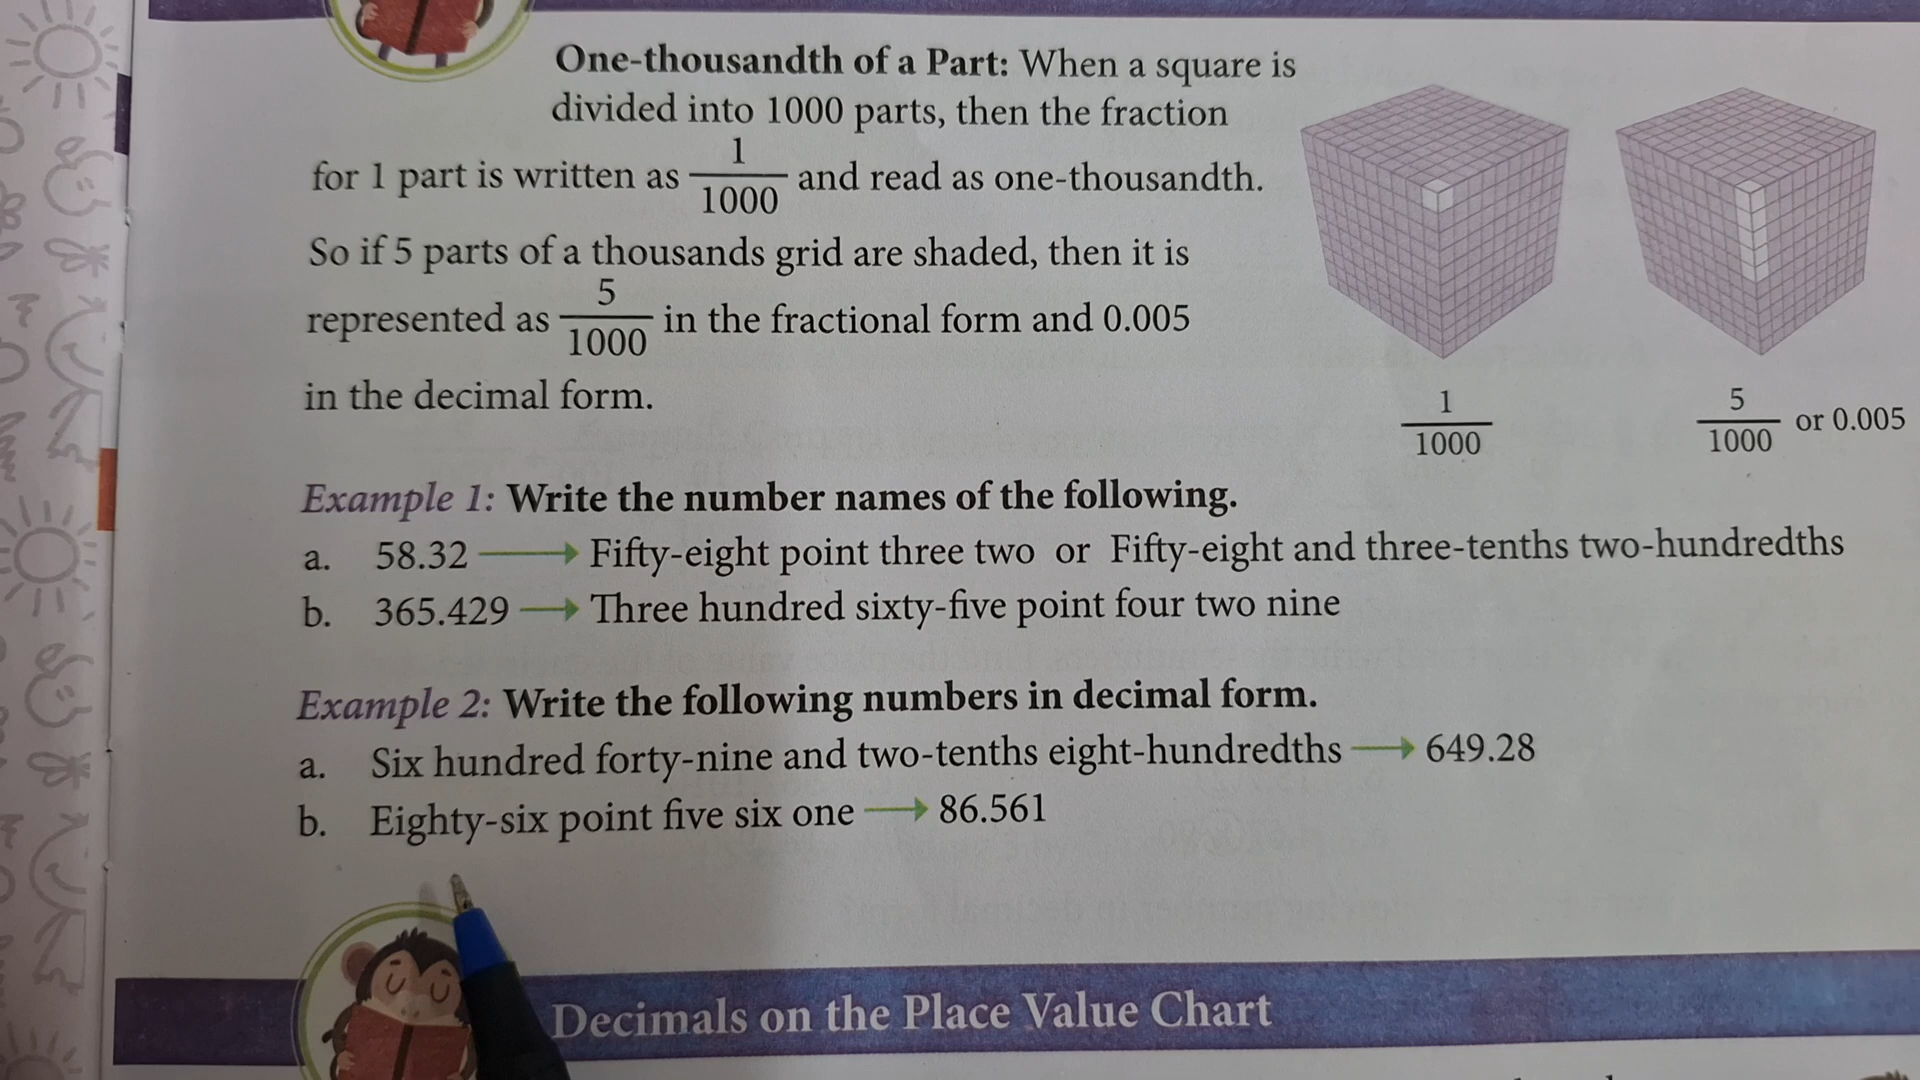 One-thousandth of a Part: When a square is
divided into 1000 parts, then the fraction
for 1 part is written as 1/1000 and read as one-thousandth.
So if 5 parts of a thousands grid are shaded, then it is
represented as 5/1000 in the fractional form and 0.005
in the decimal form.
1/1000
5/1000 or 0.005
Example 1: Write the number names of the following.
a. 58.32 → Fifty-eight point three two or Fifty-eight and three-tenths two-hundredths
b. 365.429 → Three hundred sixty-five point four two nine
Example 2: Write the following numbers in decimal form.
a. Six hundred forty-nine and two-tenths eight-hundredths → 649.28
b. Eighty-six point five six one → 86.561
Decimals on the Place Value Chart